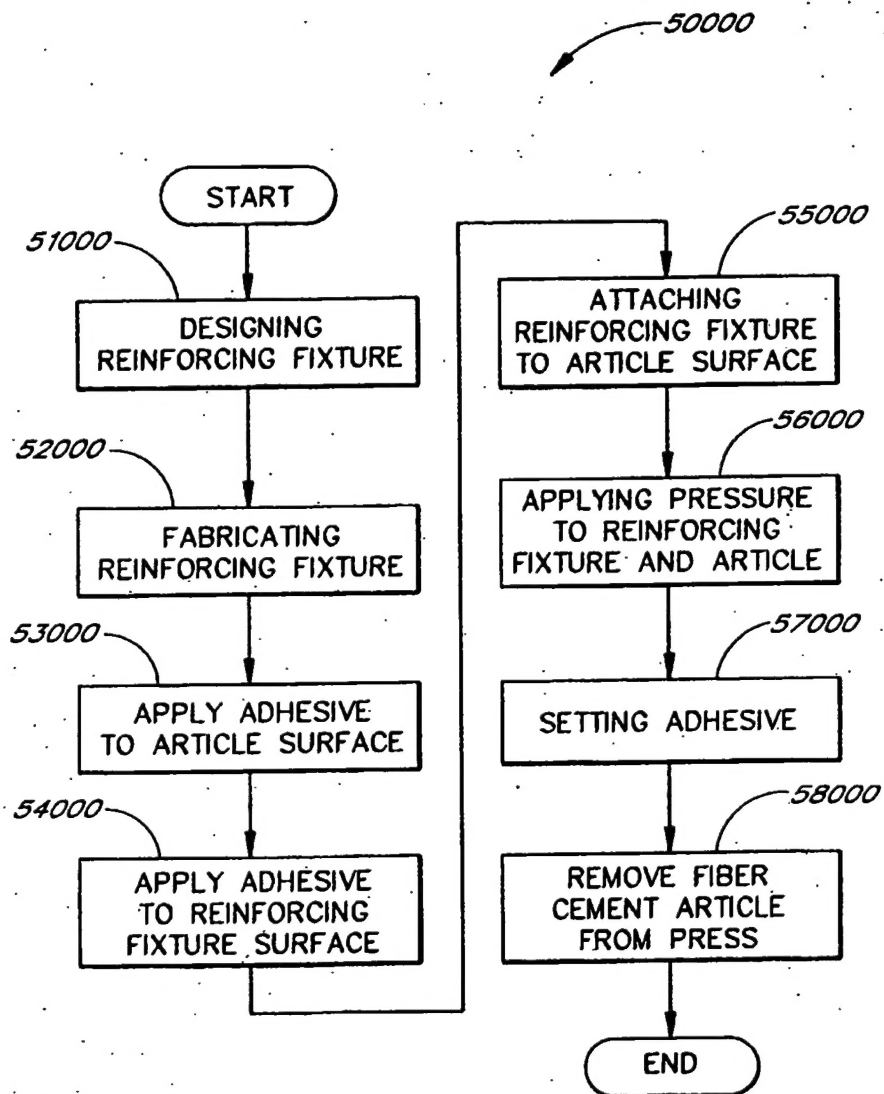 50000
START
51000
DESIGNING
REINFORCING FIXTURE
52000
FABRICATING
REINFORCING FIXTURE
53000
APPLY ADHESIVE
TO ARTICLE SURFACE
54000
APPLY ADHESIVE
TO REINFORCING
FIXTURE SURFACE
55000
ATTACHING
REINFORCING FIXTURE
TO ARTICLE SURFACE
56000
APPLYING PRESSURE
TO REINFORCING
FIXTURE AND ARTICLE
57000
SETTING ADHESIVE
58000
REMOVE FIBER
CEMENT ARTICLE
FROM PRESS
END